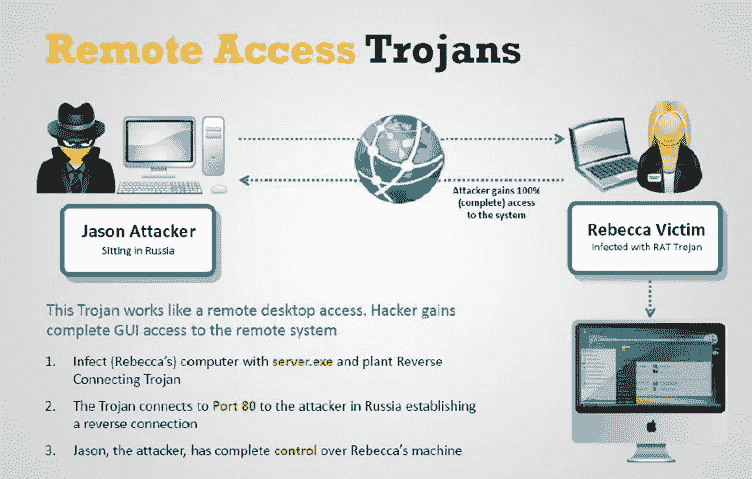 Remote Access Trojans
Attacker gains 100%
(complete) access
to the system
Jason Attacker
Sitting in Russia
Rebecca Victim
Infected with RAT Trojan
This Trojan works like a remote desktop access. Hacker gains
complete GUI access to the remote system
1. Infect (Rebecca's) computer with server.exe and plant Reverse
Connecting Trojan
2. The Trojan connects to Port 80 to the attacker in Russia establishing
a reverse connection
3. Jason, the attacker, has complete control over Rebecca's machine